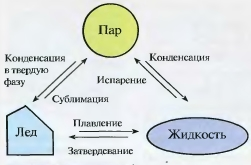 Пар
Конденсация
в твердую
фазу
Конденсация
Испарение
Сублимация
Лед
Плавление
Затвердевание
Жидкость